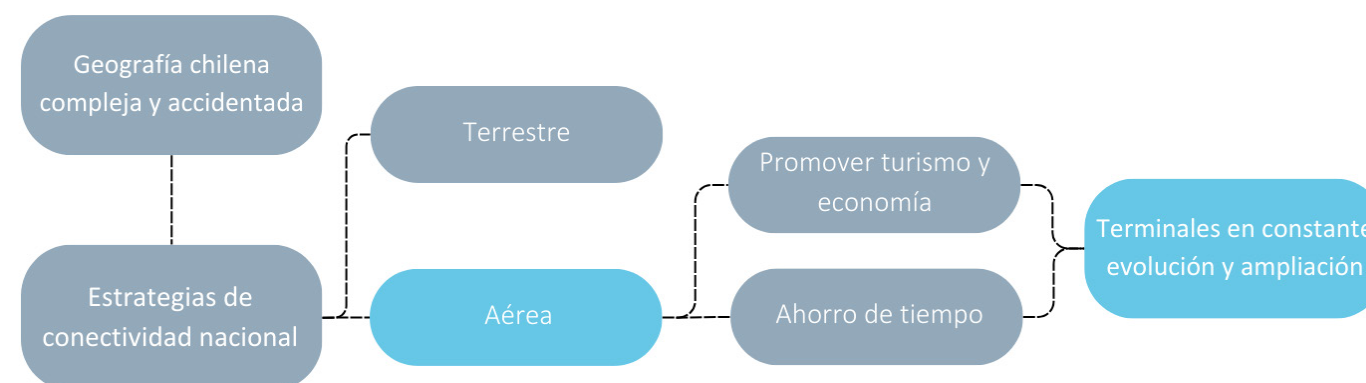 Geografía chilena
compleja y accidentada
Estrategias de
conectividad nacional
Terrestre
Aérea
Promover turismo y
economía
Ahorro de tiempo
Terminales en constante
evolución y ampliación